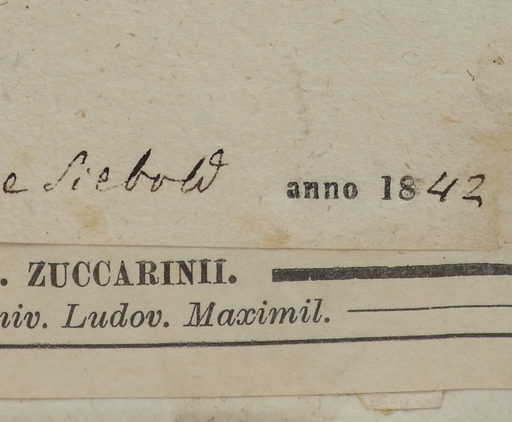 e Siebold anno 1842
. ZUCCARINII.
niv. Ludov. Maximil.